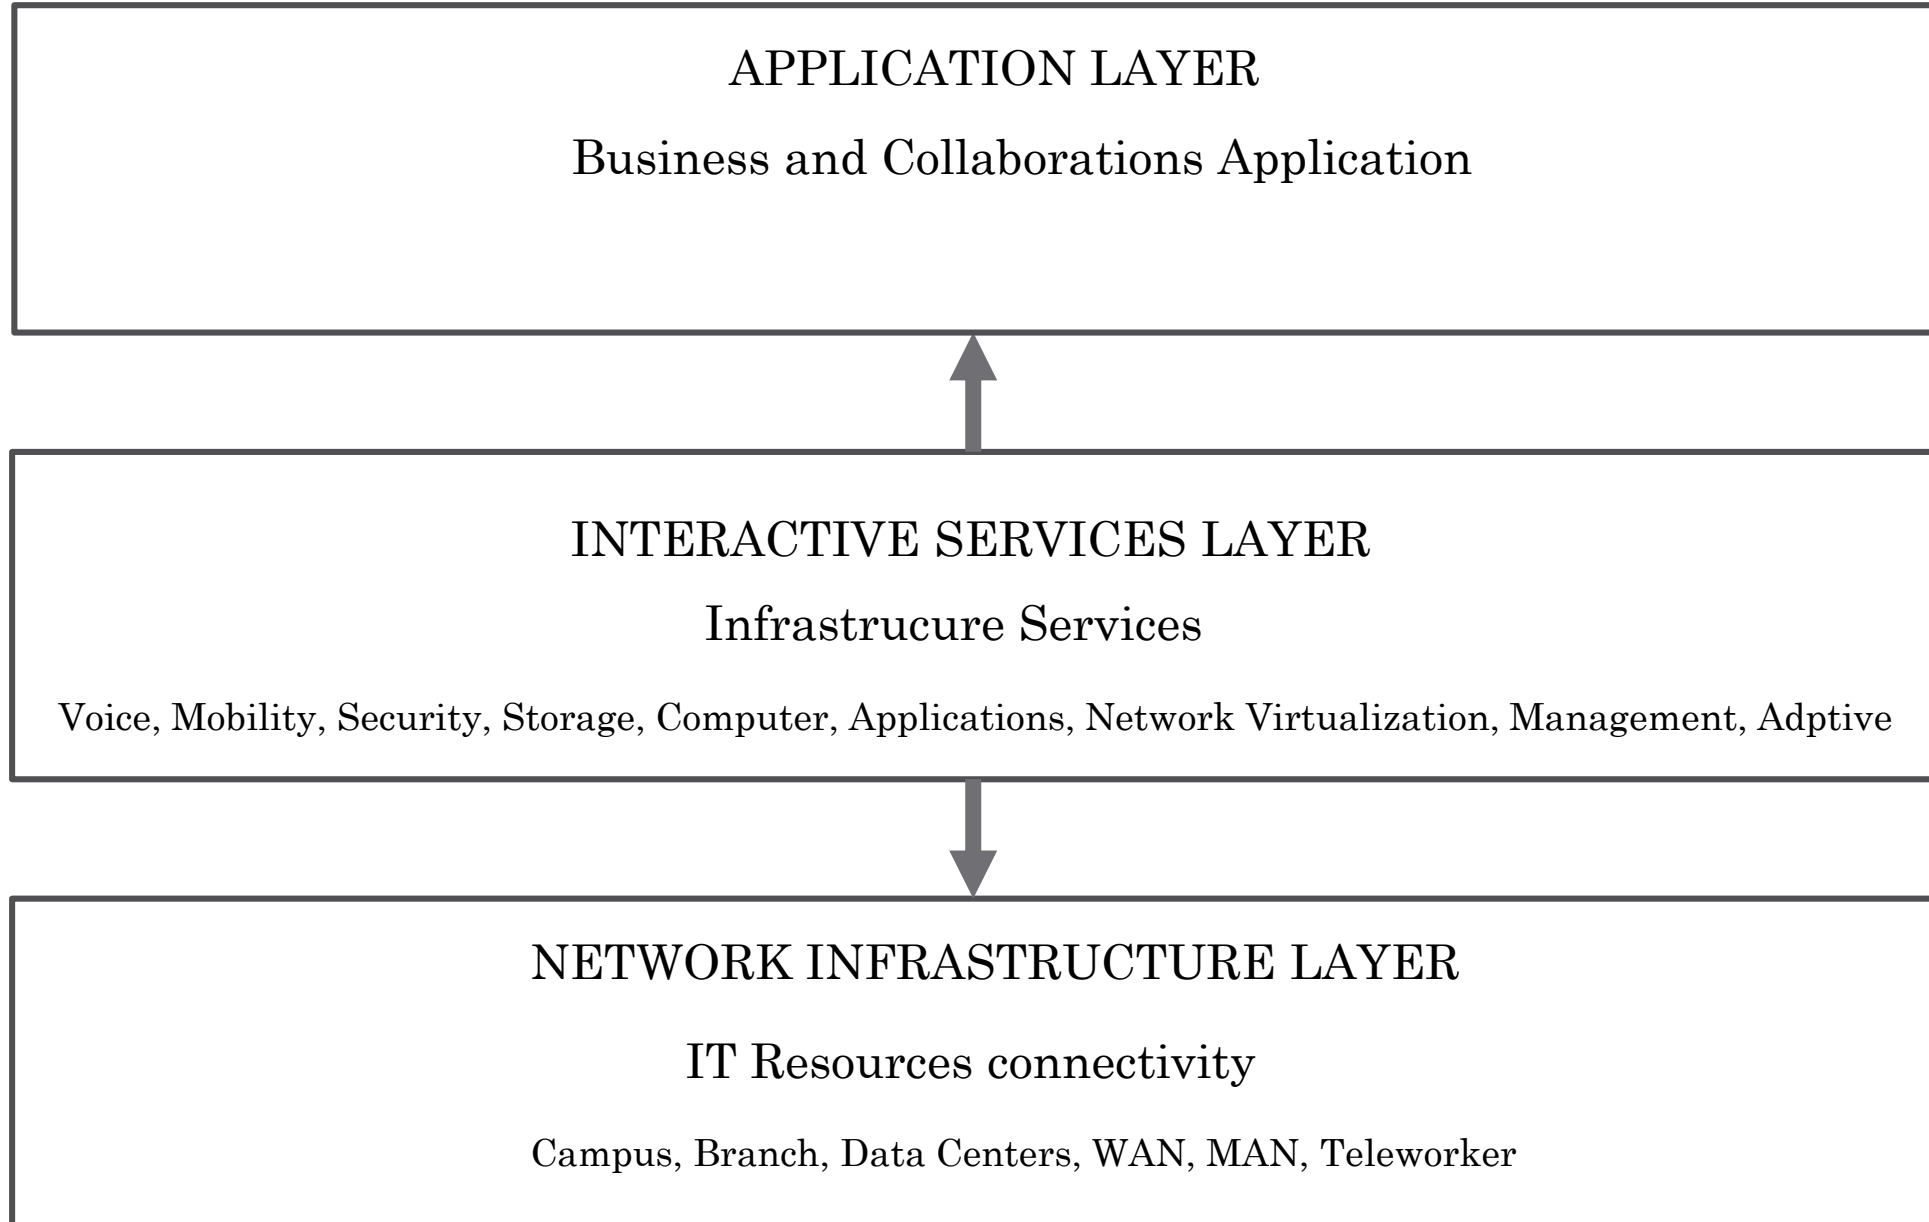 APPLICATION LAYER
Business and Collaborations Application
INTERACTIVE SERVICES LAYER
Infrastrucure Services
Voice, Mobility, Security, Storage, Computer, Applications, Network Virtualization, Management, Adptive
NETWORK INFRASTRUCTURE LAYER
IT Resources connectivity
Campus, Branch, Data Centers, WAN, MAN, Teleworker